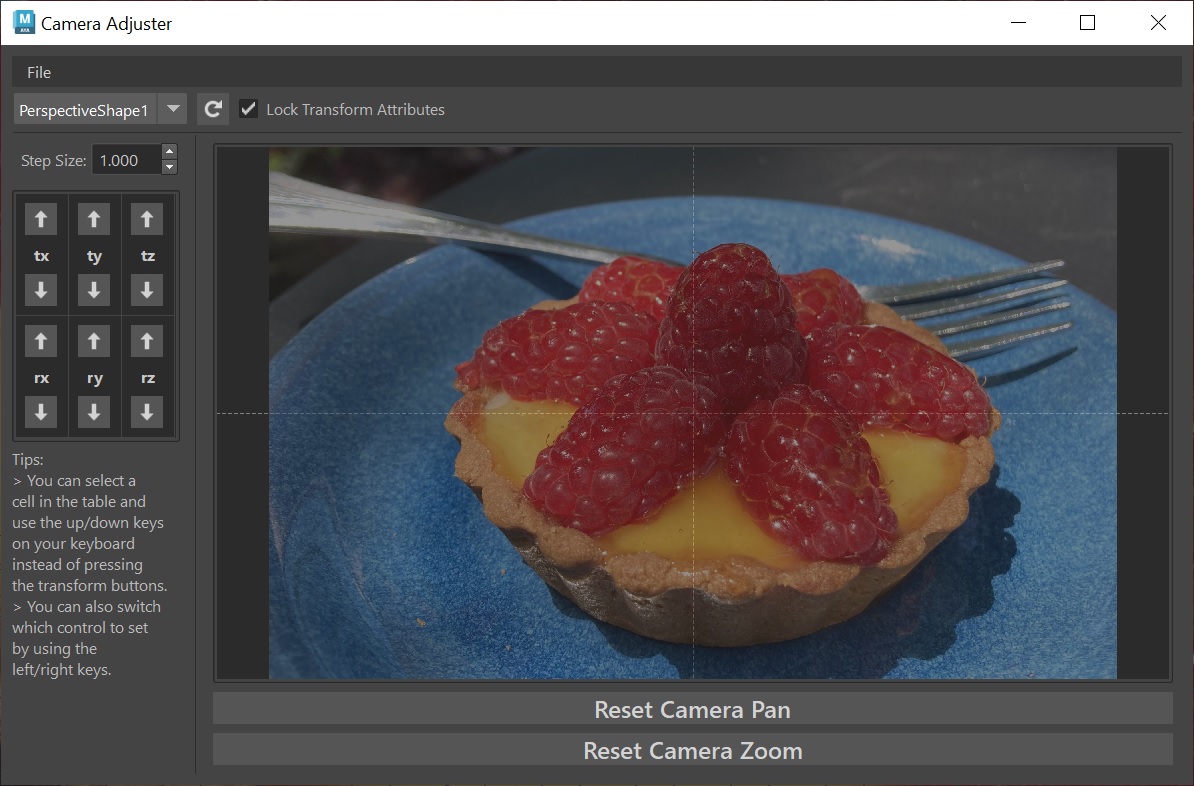 Camera Adjuster
File
PerspectiveShape1
Lock Transform Attributes
Step Size: 1.000
tx ty tz
rx ry rz
Tips:
> You can select a
cell in the table and
use the up/down keys
on your keyboard
instead of pressing
the transform buttons.
> You can also switch
which control to set
by using the
left/right keys.
Reset Camera Pan
Reset Camera Zoom